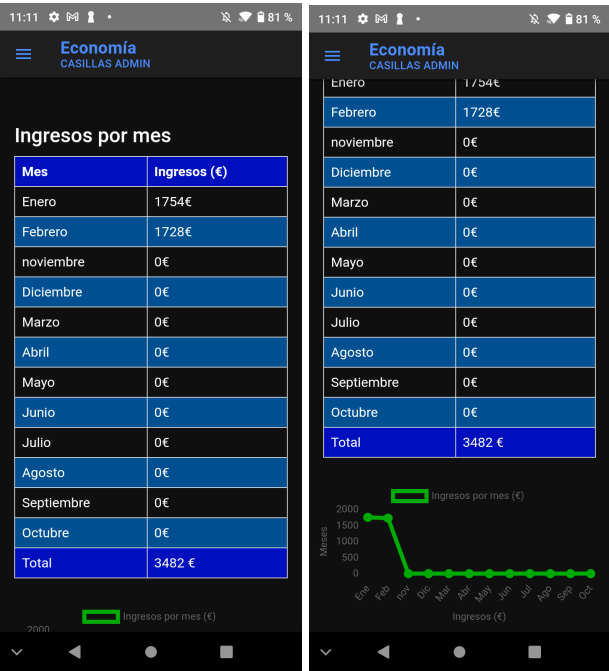 11:11 81 %
Economía
CASILLAS ADMIN
Ingresos por mes
Mes Ingresos (€)
Enero 1754€
Febrero 1728€
noviembre 0€
Diciembre 0€
Marzo 0€
Abril 0€
Mayo 0€
Junio 0€
Julio 0€
Agosto 0€
Septiembre 0€
Octubre 0€
Total 3482 €
Ingresos por mes (€)
2000
11:11 81 %
Economía
CASILLAS ADMIN
Enero 1754€
Febrero 1728€
noviembre 0€
Diciembre 0€
Marzo 0€
Abril 0€
Mayo 0€
Junio 0€
Julio 0€
Agosto 0€
Septiembre 0€
Octubre 0€
Total 3482 €
Ingresos por mes (€)
Meses
2000
1500
1000
500
0
Ene Feb nov Dic Mar Abr May Jun Jul Ago Sep Oct
Ingresos (€)